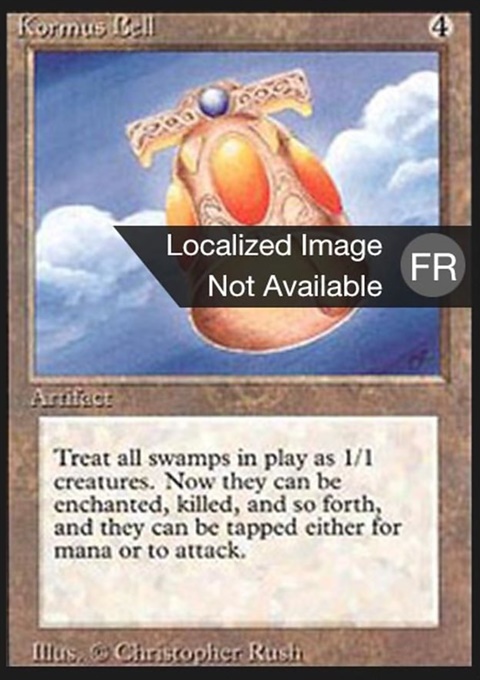 Kormus Bell
4
Localized Image
Not Available
FR
Artifact
Treat all swamps in play as 1/1
creatures. Now they can be
enchanted, killed, and so forth,
and they can be tapped either for
mana or to attack.
Illus. © Christopher Rush